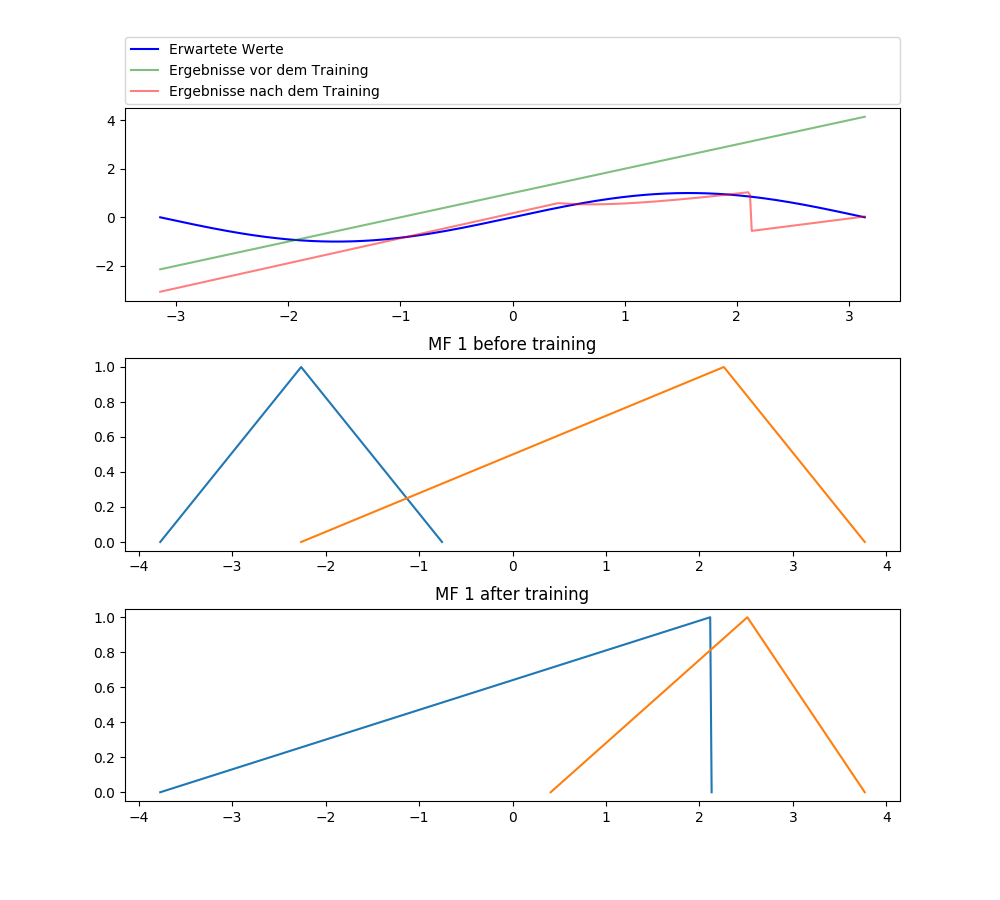 Erwartete Werte
Ergebnisse vor dem Training
Ergebnisse nach dem Training
4
2
0
−2
−3 −2 −1 0 1 2 3
MF 1 before training
1.0
0.8
0.6
0.4
0.2
0.0
−4 −3 −2 −1 0 1 2 3 4
MF 1 after training
1.0
0.8
0.6
0.4
0.2
0.0
−4 −3 −2 −1 0 1 2 3 4